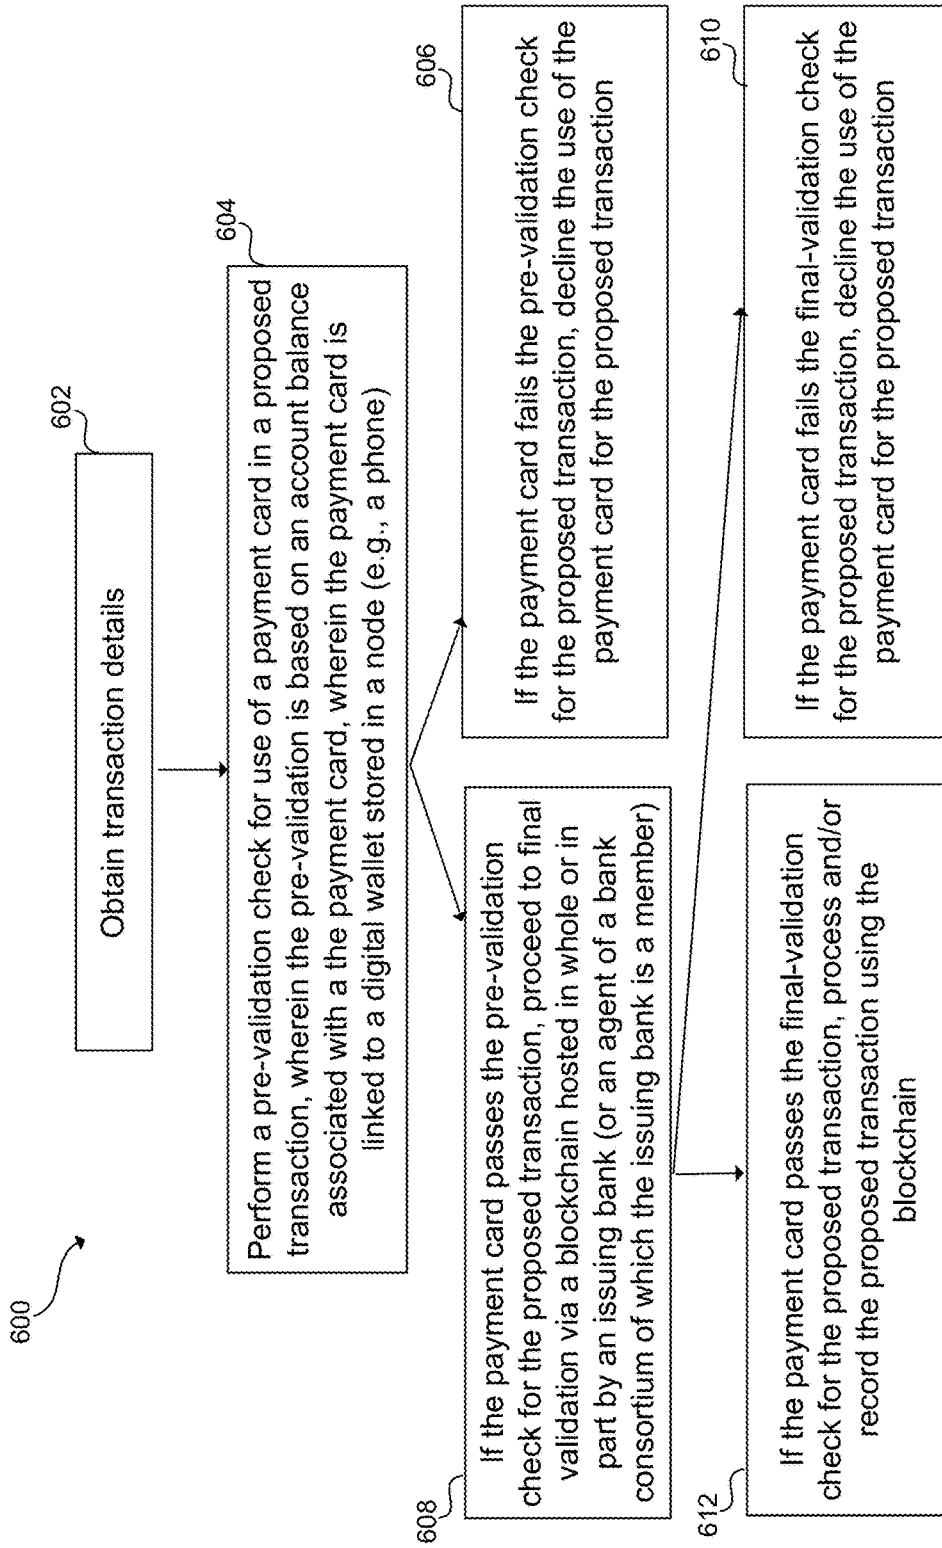 600
602
Obtain transaction details
604
Perform a pre-validation check for use of a payment card in a proposed
transaction, wherein the pre-validation is based on an account balance
associated with a the payment card, wherein the payment card is
linked to a digital wallet stored in a node (e.g., a phone)
608
If the payment card passes the pre-validation
check for the proposed transaction, proceed to final
validation via a blockchain hosted in whole or in
part by an issuing bank (or an agent of a bank
consortium of which the issuing bank is a member)
606
If the payment card fails the pre-validation check
for the proposed transaction, decline the use of the
payment card for the proposed transaction
612
If the payment card passes the final-validation
check for the proposed transaction, process and/or
record the proposed transaction using the
blockchain
610
If the payment card fails the final-validation check
for the proposed transaction, decline the use of the
payment card for the proposed transaction